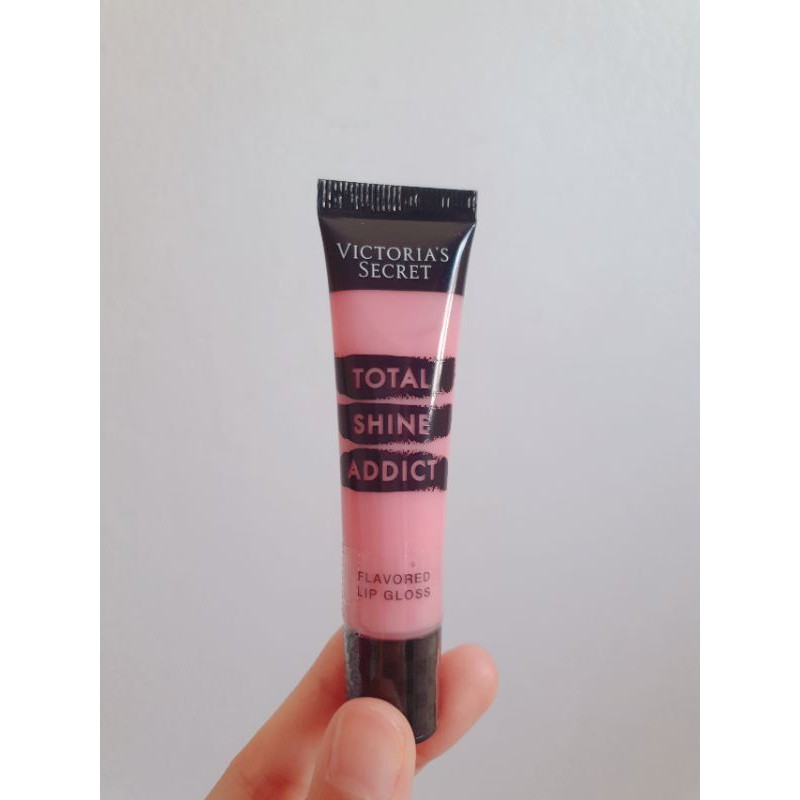 VICTORIA'S
SECRET
TOTAL
SHINE
ADDICT
FLAVORED
LIP GLOSS